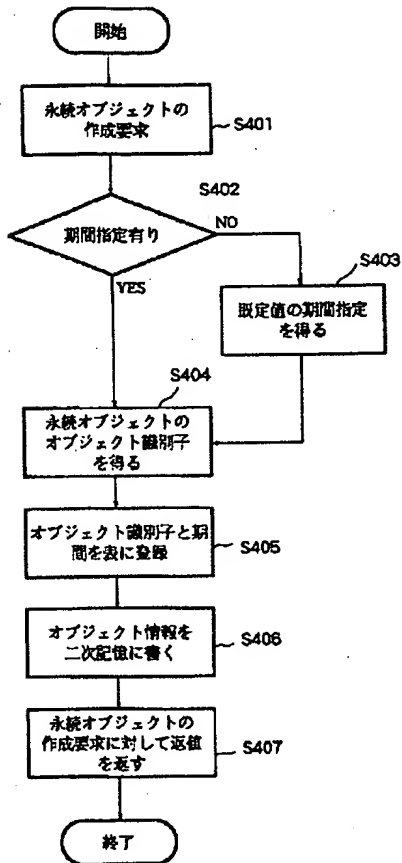 開始
永続オブジェクトの
作成要求
S401
S402
期間指定有り
NO
YES
S403
既定値の期間指定
を得る
S404
永続オブジェクトの
オブジェクト識別子
を得る
オブジェクト識別子と期
間を表に登録
S405
オブジェクト情報を
二次記憶に書く
S406
永続オブジェクトの
作成要求に対して返値
を返す
S407
終了